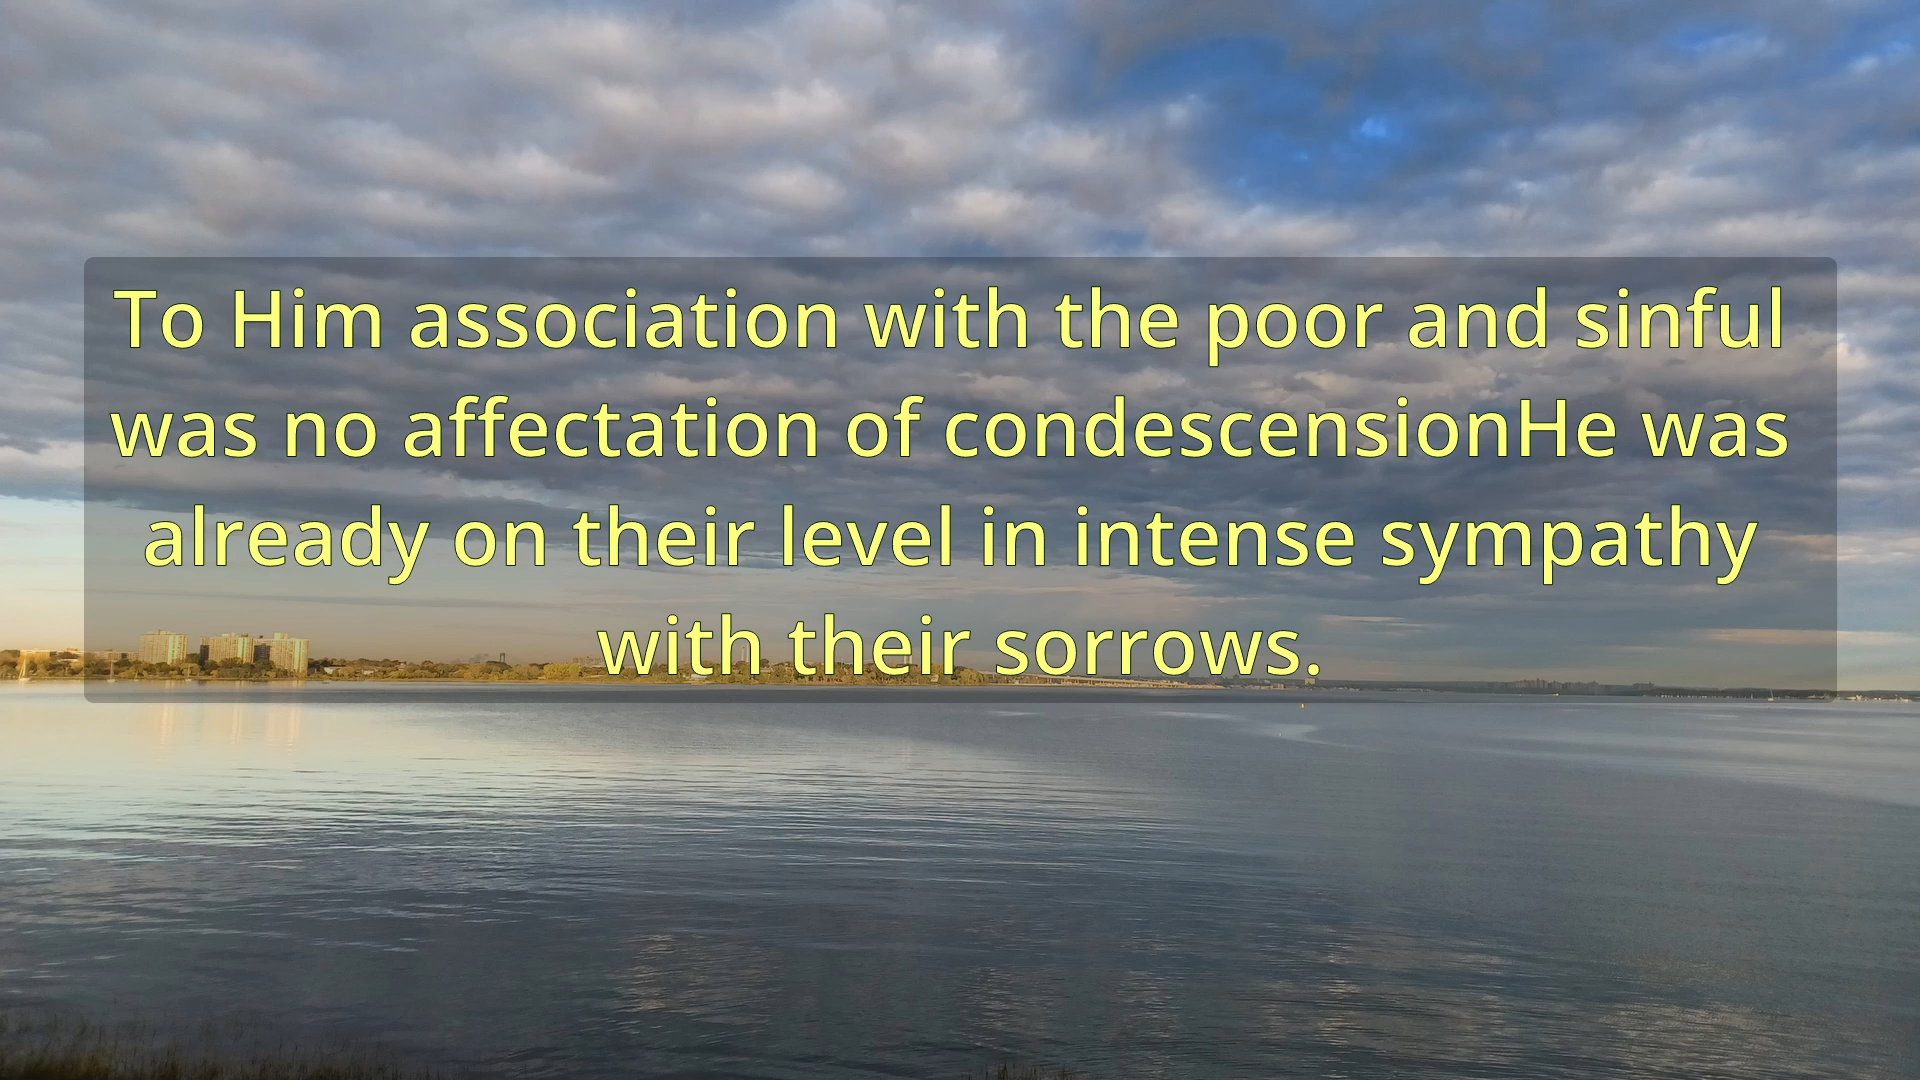 To Him association with the poor and sinful
was no affectation of condescensionHe was
already on their level in intense sympathy
with their sorrows.